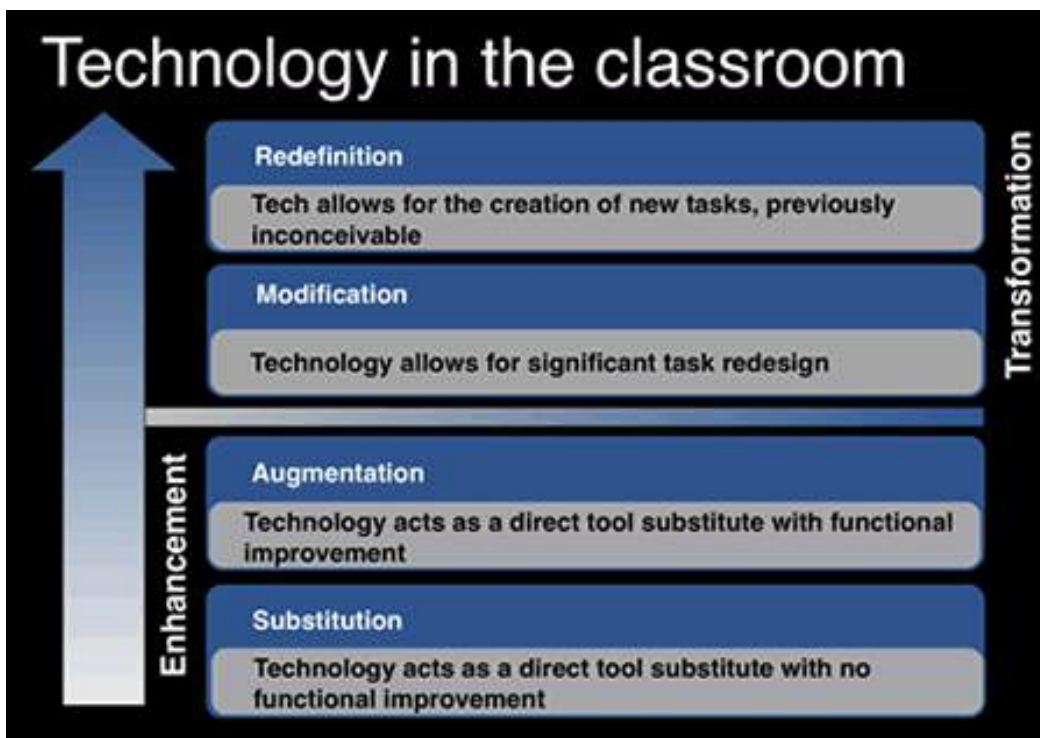 Technology in the classroom
Redefinition
Tech allows for the creation of new tasks, previously
inconceivable
Modification
Technology allows for significant task redesign
Transformation
Augmentation
Technology acts as a direct tool substitute with functional
improvement
Substitution
Technology acts as a direct tool substitute with no
functional improvement
Enhancement